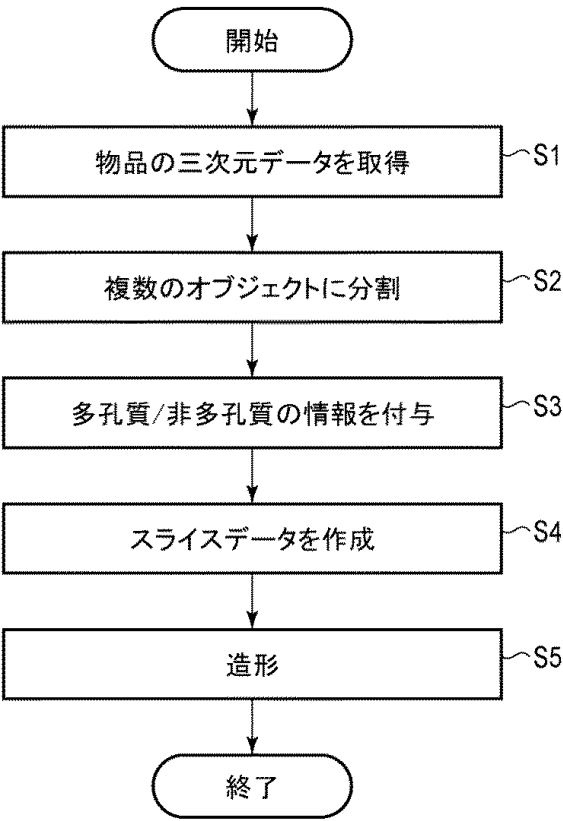 開始
物品の三次元データを取得
S1
複数のオブジェクトに分割
S2
多孔質/非多孔質の情報を付与
S3
スライスデータを作成
S4
造形
S5
終了